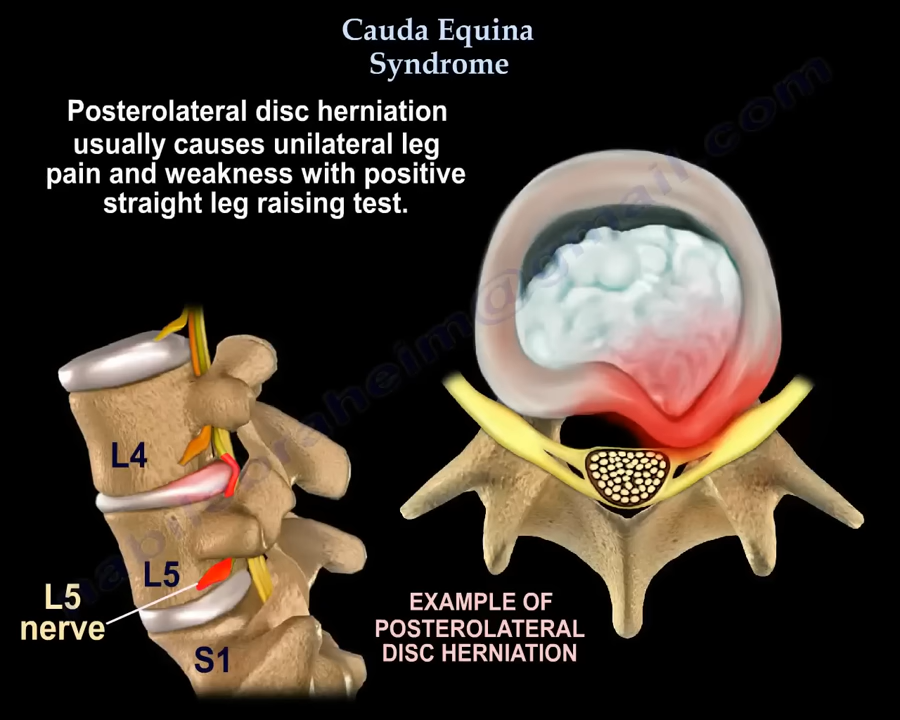 Cauda Equina
Syndrome
Posterolateral disc herniation
usually causes unilateral leg
pain and weakness with positive
straight leg raising test.
L4
L5
L5
nerve
S1
EXAMPLE OF
POSTEROLATERAL
DISC HERNIATION